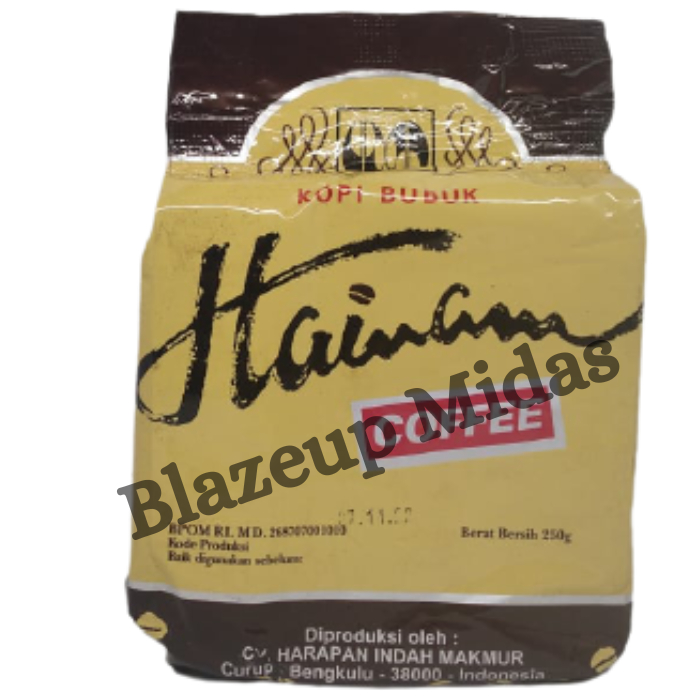 KOPI BUBUK
Hainam
COFFEE
Blazeup Midas
BPOM RI. MD. 268707001003
Berat Bersih 250g
Kode Produksi
Baik digunakan sebelum:
Diproduksi oleh :
CV. HARAPAN INDAH MAKMUR
Curup - Bengkulu - 38000 - Indonesia